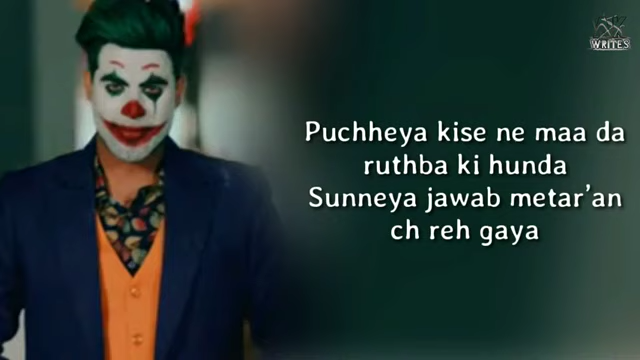 WRITES
Puchheya kise ne maa da
ruthba ki hunda
Sunneya jawab metar'an
ch reh gaya